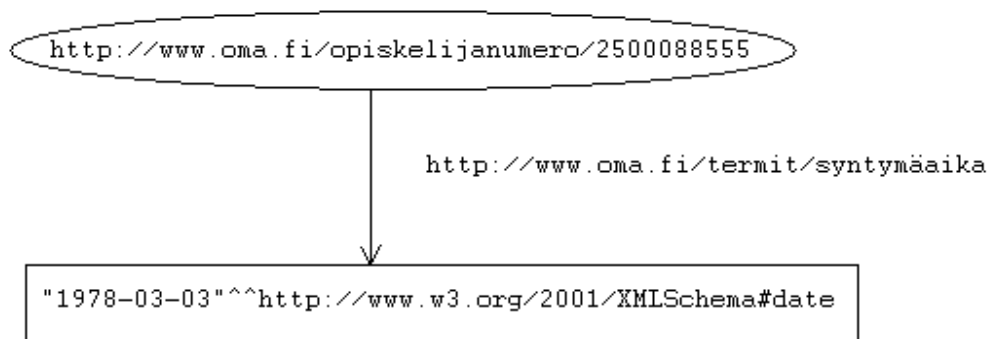 http://www.oma.fi/opiskelijanumero/2500088555
http://www.oma.fi/termit/syntymäaika
"1978-03-03"^^http://www.w3.org/2001/XMLSchema#date